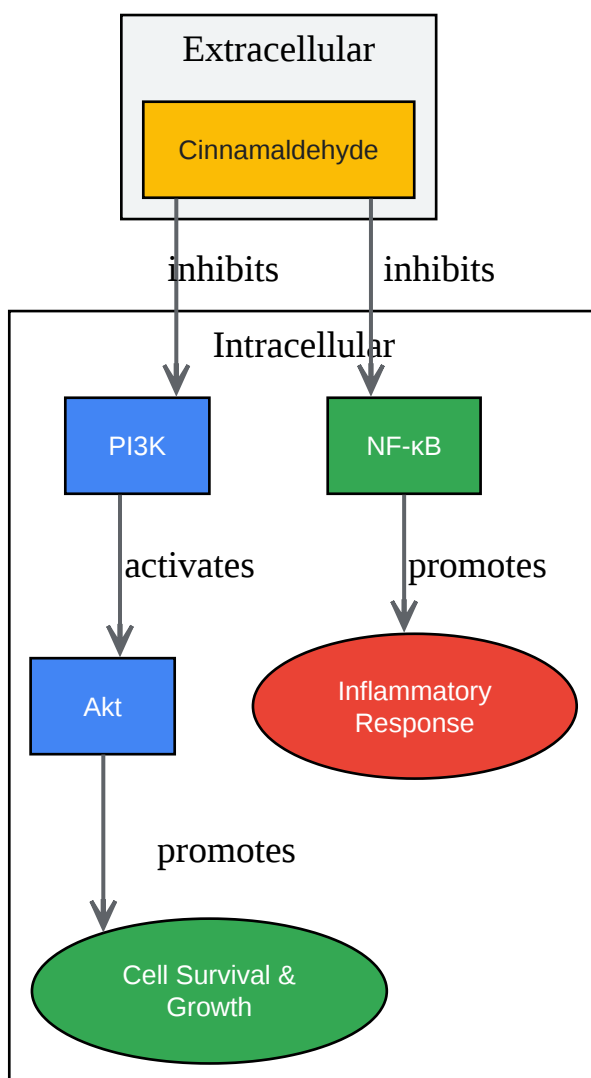 Extracellular
Cinnamaldehyde
inhibits
inhibits
Intracellular
PI3K
NF-κB
activates
promotes
Akt
Inflammatory
Response
promotes
Cell Survival &
Growth